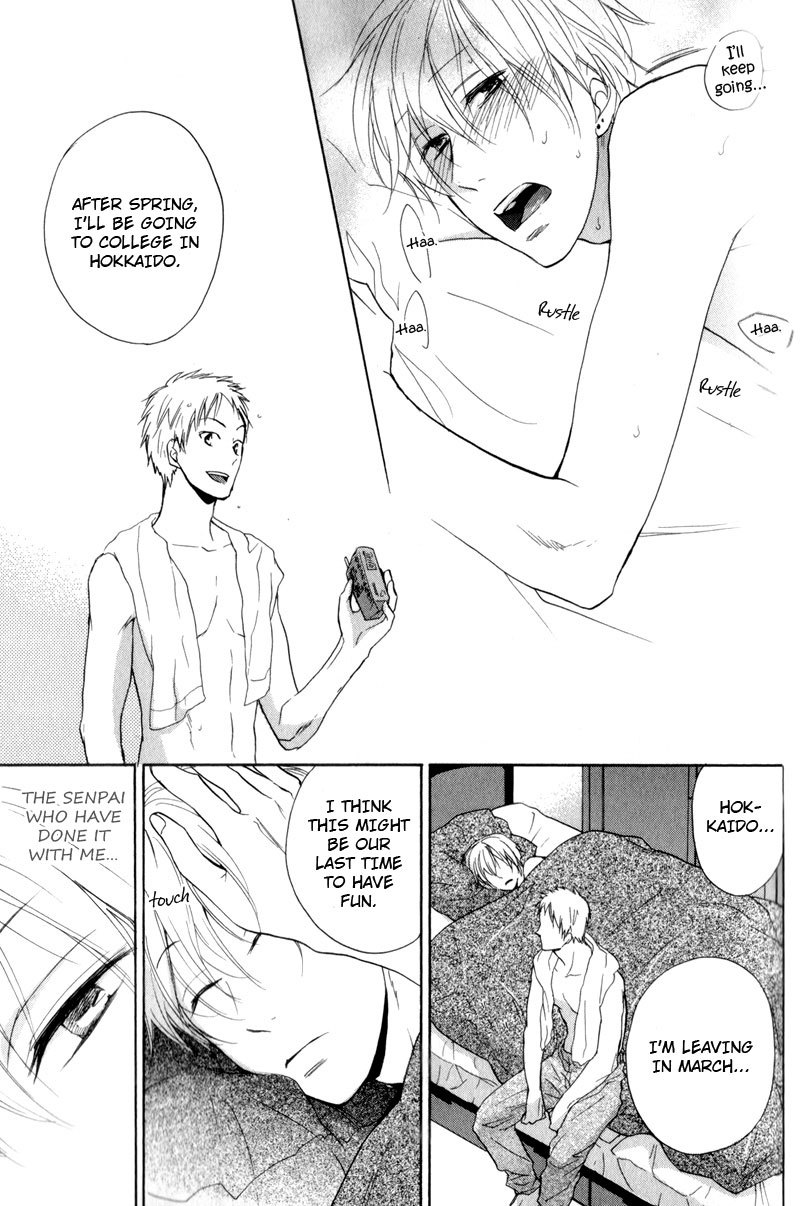 I'll
keep
going...
Haa.
Rustle
Haa.
Haa.
Rustle
AFTER SPRING,
I'LL BE GOING
TO COLLEGE IN
HOKKAIDO.
HOK-
KAIDO...
I'M LEAVING
IN MARCH...
I THINK
THIS MIGHT
BE OUR
LAST TIME
TO HAVE
FUN.
touch
THE SENPAI
WHO HAVE
DONE IT
WITH ME...